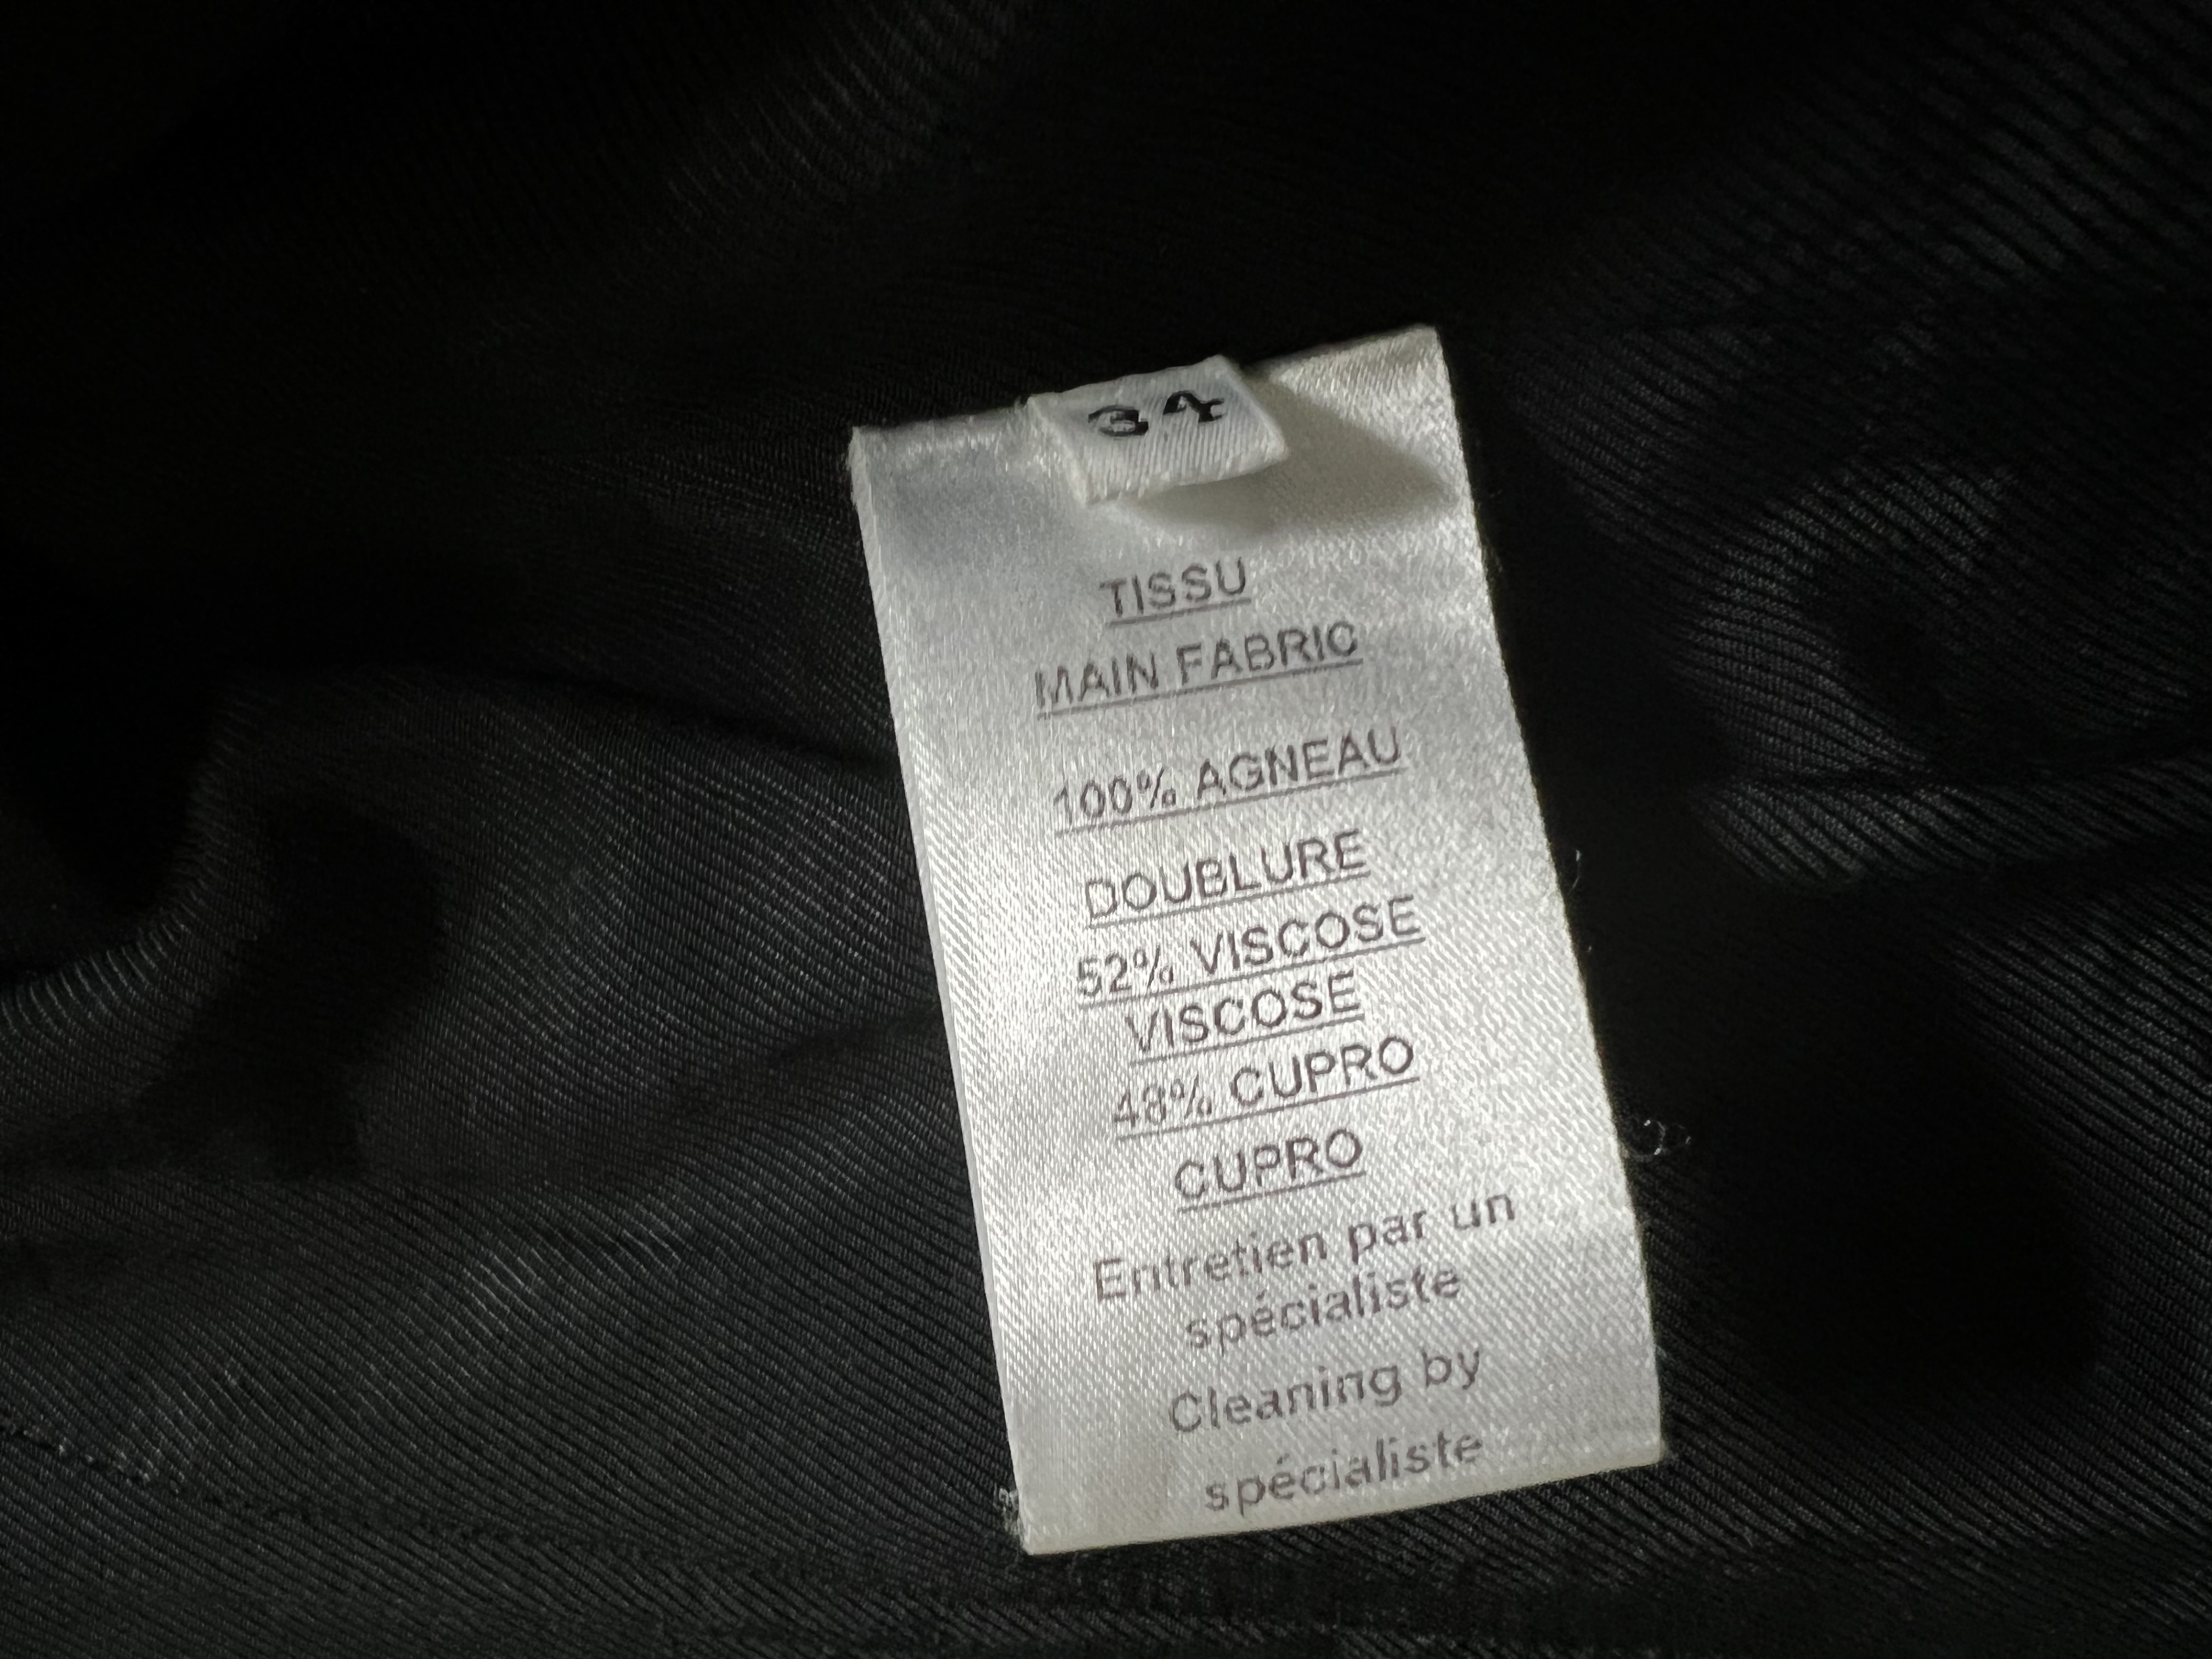 34
TISSU
MAIN FABRIC
100% AGNEAU
DOUBLURE
52% VISCOSE
VISCOSE
48% CUPRO
CUPRO
Entretien par un
spécialiste
Cleaning by
spécialiste